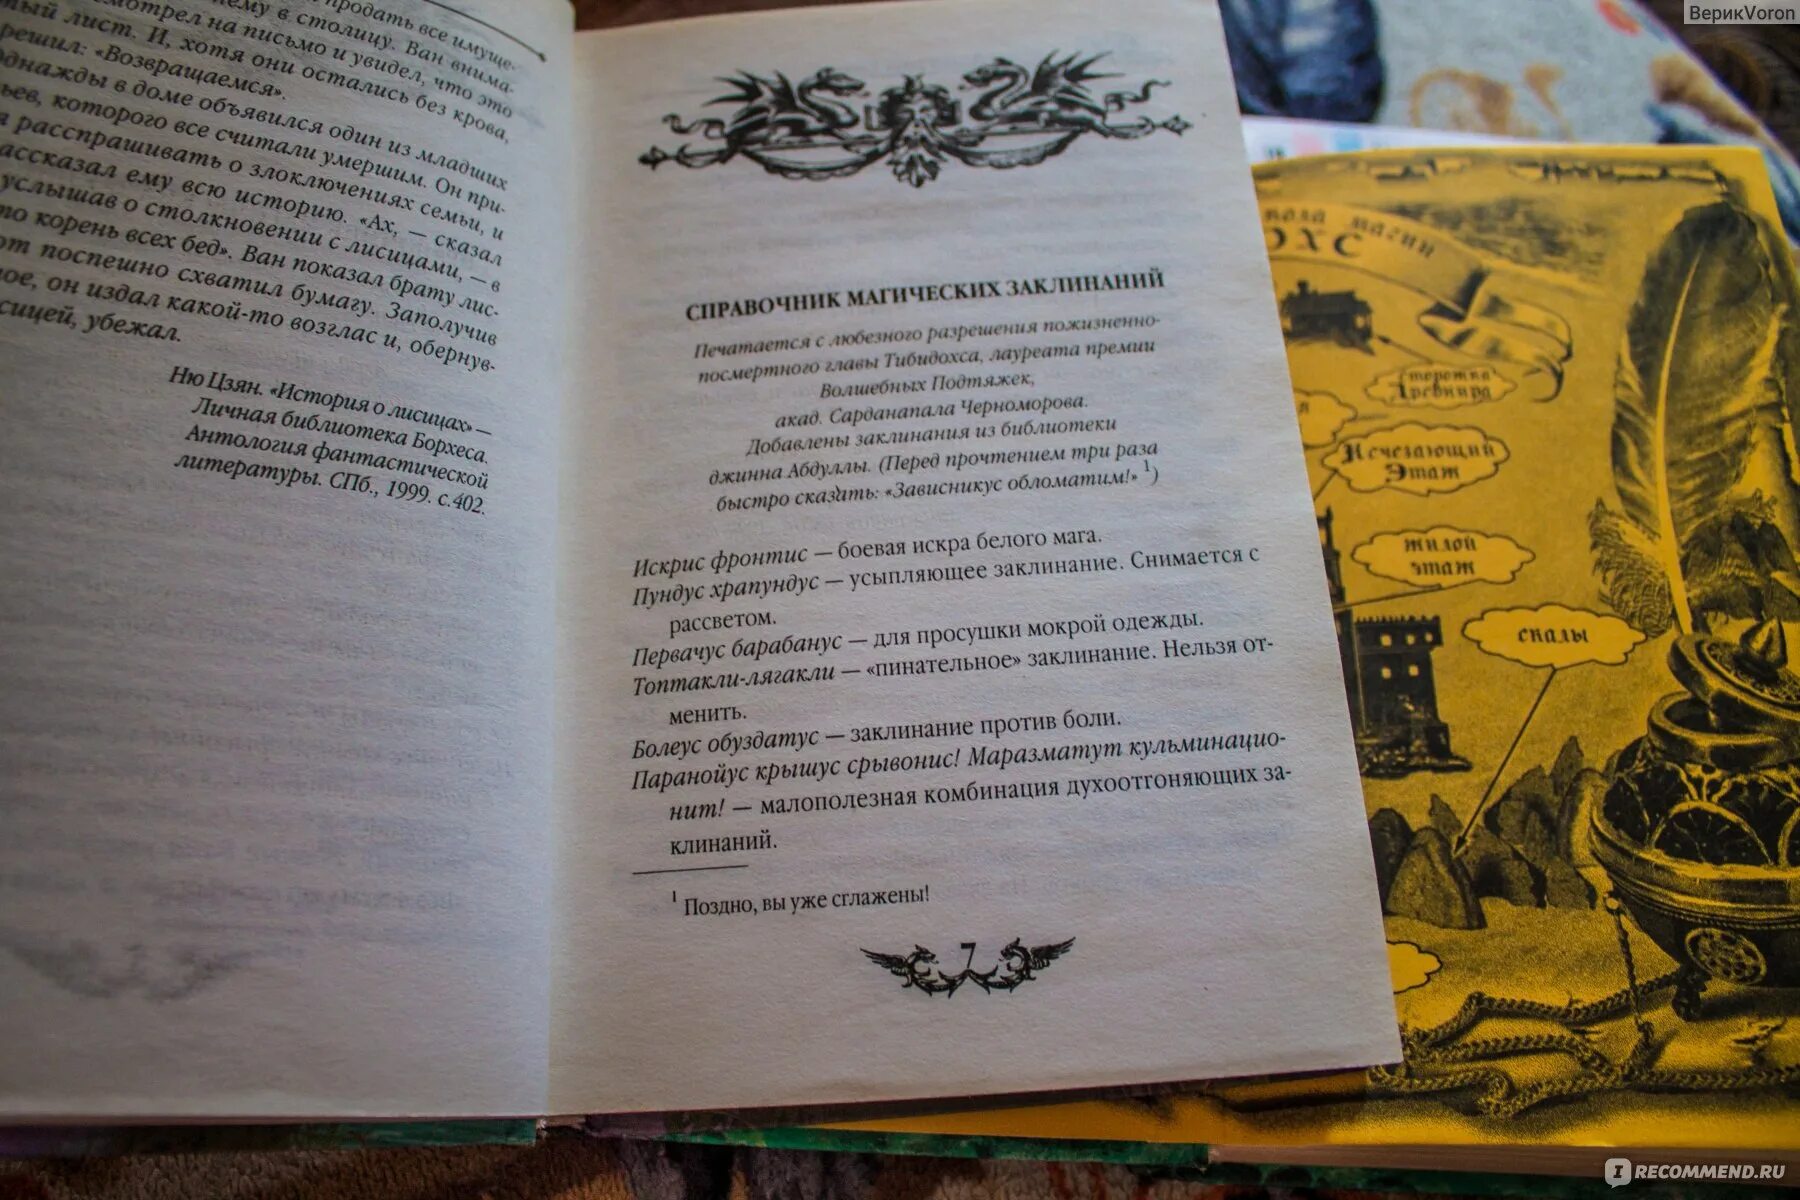 ВерикVoron
продать все имуще-
ему в столицу. Ван внима-
смотрел на письмо и увидел, что это
лист. И, хотя они остались без крова,
решил: «Возвращаемся».
Однажды в доме объявился один из младших
которого все считали умершим. Он при-
расспрашивать о злоключениях семьи, и
рассказал ему всю историю. «Ах, — сказал
услышав о столкновении с лисицами, — в
корень всех бед». Ван показал брату лис-
поспешно схватил бумагу. Заполучив
он издал какой-то возглас и, обернув-
убежал.
Ню Цзян. «История о лисицах» —
Личная библиотека Борхеса.
Антология фантастической
литературы. СПб., 1999. с.402.
СПРАВОЧНИК МАГИЧЕСКИХ ЗАКЛИНАНИЙ
Печатается с любезного разрешения пожизненно-
посмертного главы Тибидохса, лауреата премии
Волшебных Подтяжек,
акад. Сарданапала Черноморова.
Добавлены заклинания из библиотеки
джинна Абдуллы. (Перед прочтением три раза
быстро сказать: «Зависникус обломатим!» 1)
Искрис фронтис — боевая искра белого мага.
Пундус храпундус — усыпляющее заклинание. Снимается с
рассветом.
Первачус барабанус — для просушки мокрой одежды.
Топтакли-лягакли — «пинательное» заклинание. Нельзя от-
менить.
Болеус обуздатус — заклинание против боли.
Паранойус крышус срывонис! Маразматут кульминацио-
нит! — малополезная комбинация духоотгоняющих за-
клинаний.
1 Поздно, вы уже сглажены!
7
магии
Исчезающий
Этаж
жилой
этаж
скалы
IRECOMMEND.RU